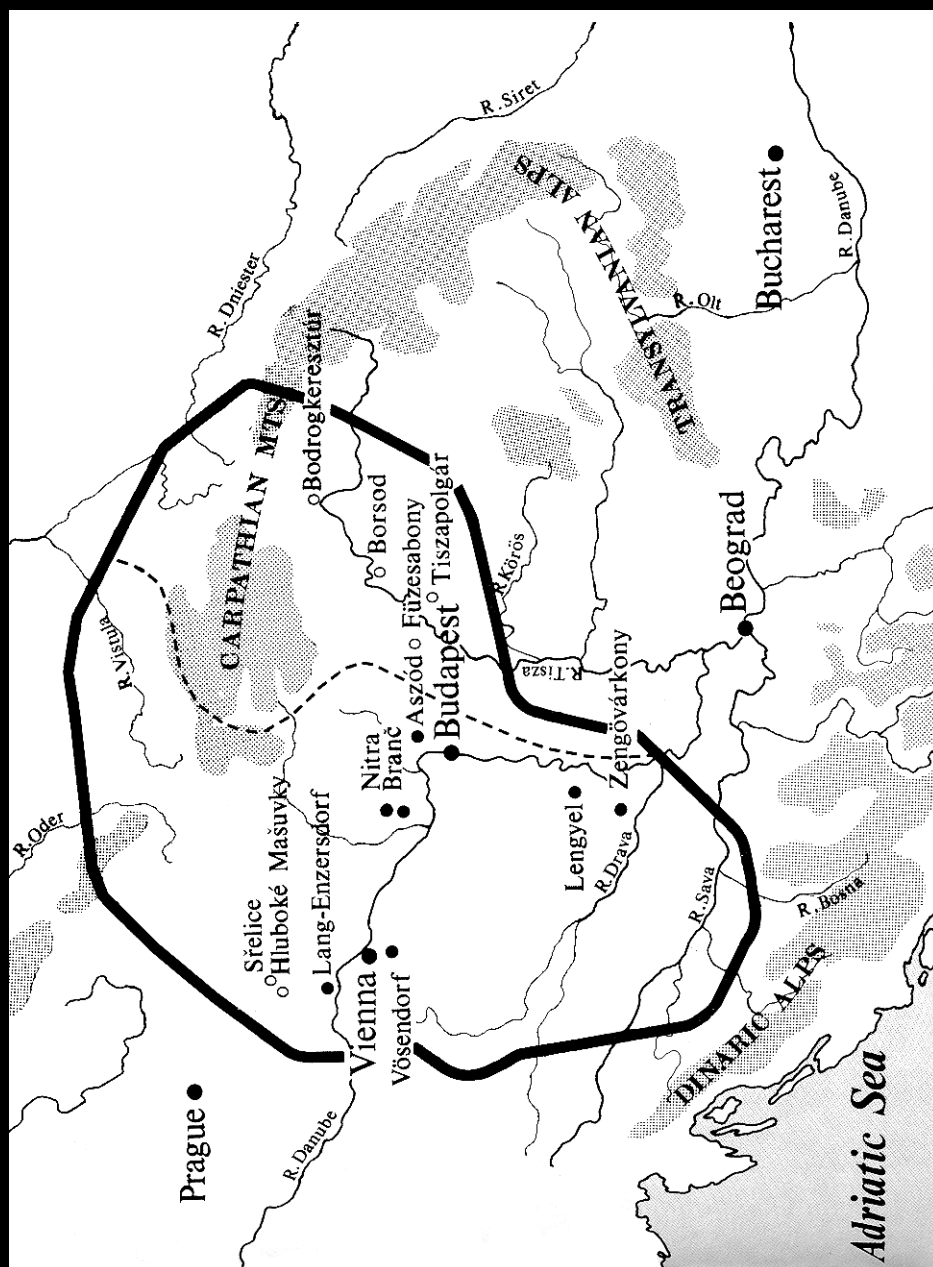 R.Oder
R.Vistula
Prague
R. Dniester
CARPATHIAN MTS
Sřelice
Hluboké Mašuvky
R.Danube
Bodrogkeresztúr
Lang-Enzersdorf
Vienna
Nitra
Borsod
Branč
Vösendorf
Aszód
Füzesabony
Tiszapolgár
Budapest
R.Siret
R Körös
R.Tisza
TRANSYLVANIAN ALPS
Lengyel
Zengővárkony
R.Drava
R. Olt
R.Sava
DINARIC ALPS
Beograd
Bucharest
R. Bosna
R.Danube
Adriatic Sea